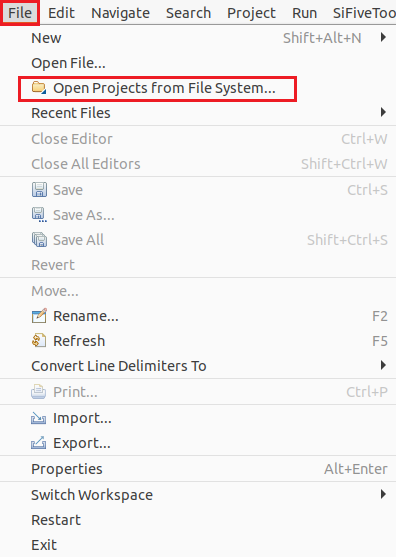 File Edit Navigate Search Project Run SiFiveToo
New Shift+Alt+N
Open File...
Open Projects from File System...
Recent Files
Close Editor Ctrl+W
Close All Editors Shift+Ctrl+W
Save Ctrl+S
Save As...
Save All Shift+Ctrl+S
Revert
Move...
Rename... F2
Refresh F5
Convert Line Delimiters To
Print... Ctrl+P
Import...
Export...
Properties Alt+Enter
Switch Workspace
Restart
Exit